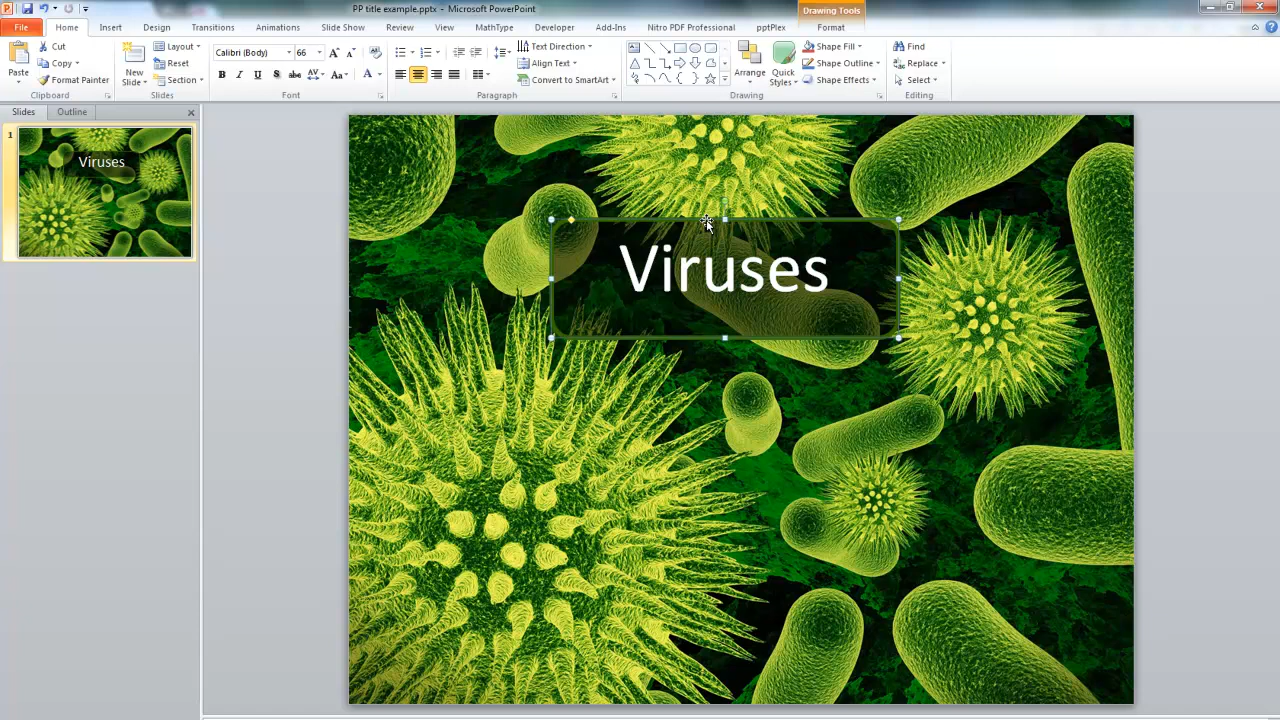 PP title example.pptx - Microsoft PowerPoint
Drawing Tools
File Home Insert Design Transitions Animations Slide Show Review View Developer Add-Ins MathType Nitro PDF Professional pptPlex Format
Paste
Cut
Copy
Format Painter
Clipboard
New Slide
Layout
Reset
Section
Slides
Calibri (Body) 66
B I U S abc AV Aa A
Font
Text Direction
Align Text
Convert to SmartArt
Paragraph
Arrange
Quick Styles
Shape Fill
Shape Outline
Shape Effects
Drawing
Find
Replace
Select
Editing
Slides Outline
1
Viruses
Viruses